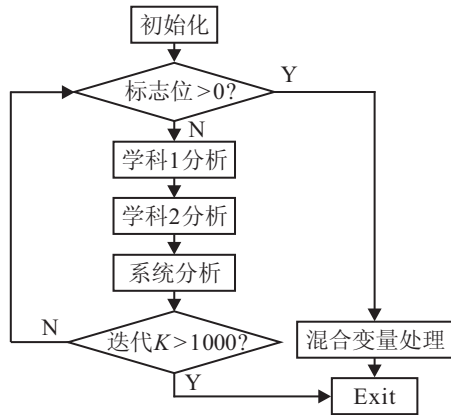 初始化
标志位>0?
Y
N
学科1分析
学科2分析
系统分析
N
迭代K>1000?
混合变量处理
Y
Exit